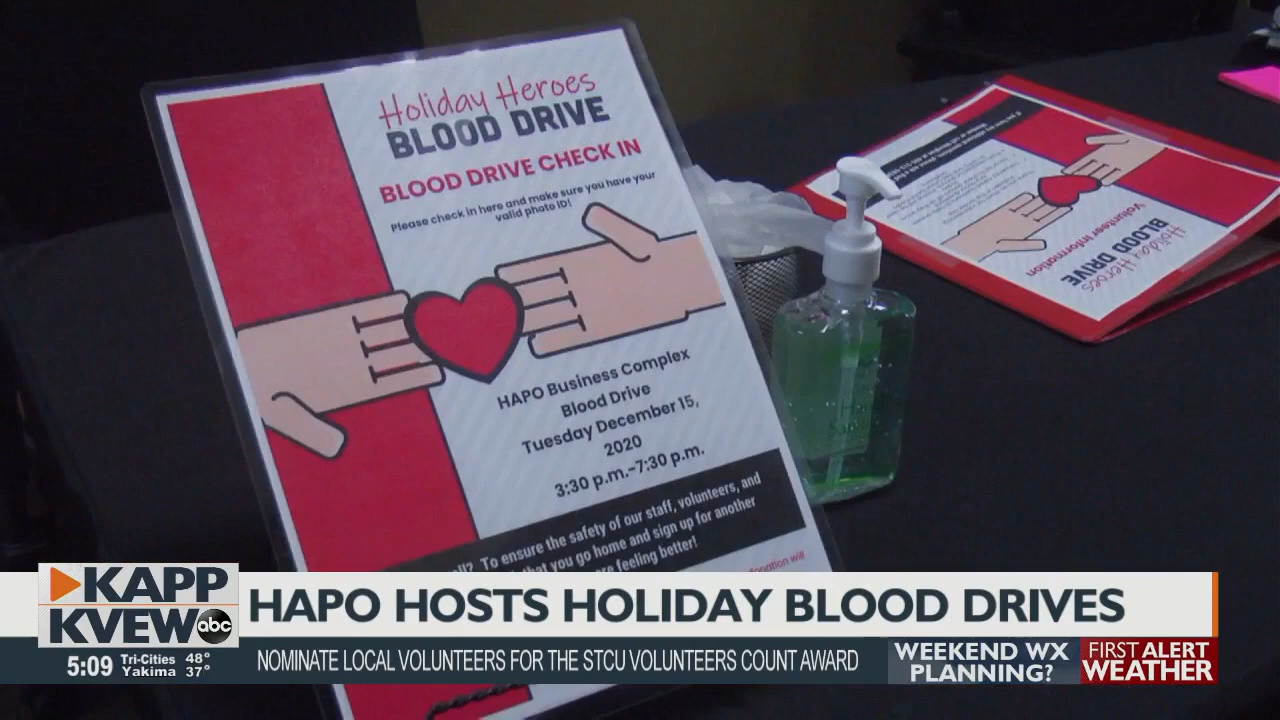 Holiday Heroes
BLOOD DRIVE
BLOOD DRIVE CHECK IN
Please check in here and make sure you have your
valid photo ID!
HAPO Business Complex
Blood Drive
Tuesday December 15,
2020
3:30 p.m.-7:30 p.m.
To ensure the safety of our staff, volunteers, and
that you go home and sign up for another
feeling better!
will
Holiday Heroes
BLOOD DRIVE
Volunteer Information
KAPP
KVEW abc
HAPO HOSTS HOLIDAY BLOOD DRIVES
5:09 Tri-Cities 48°
Yakima 37°
NOMINATE LOCAL VOLUNTEERS FOR THE STCU VOLUNTEERS COUNT AWARD
WEEKEND WX
PLANNING?
FIRST ALERT
WEATHER